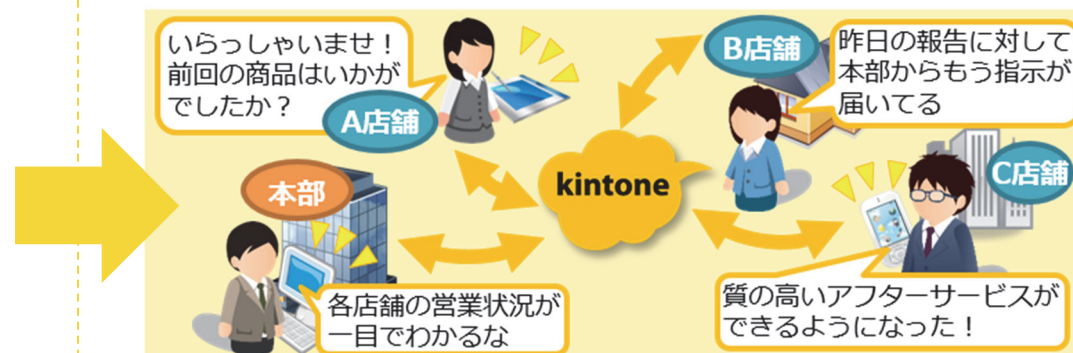 いらっしゃいませ！
前回の商品はいかが
でしたか？
A店舗
B店舗
昨日の報告に対して
本部からもう指示が
届いてる
本部
kintone
C店舗
各店舗の営業状況が
一目でわかるな
質の高いアフターサービスが
できるようになった！